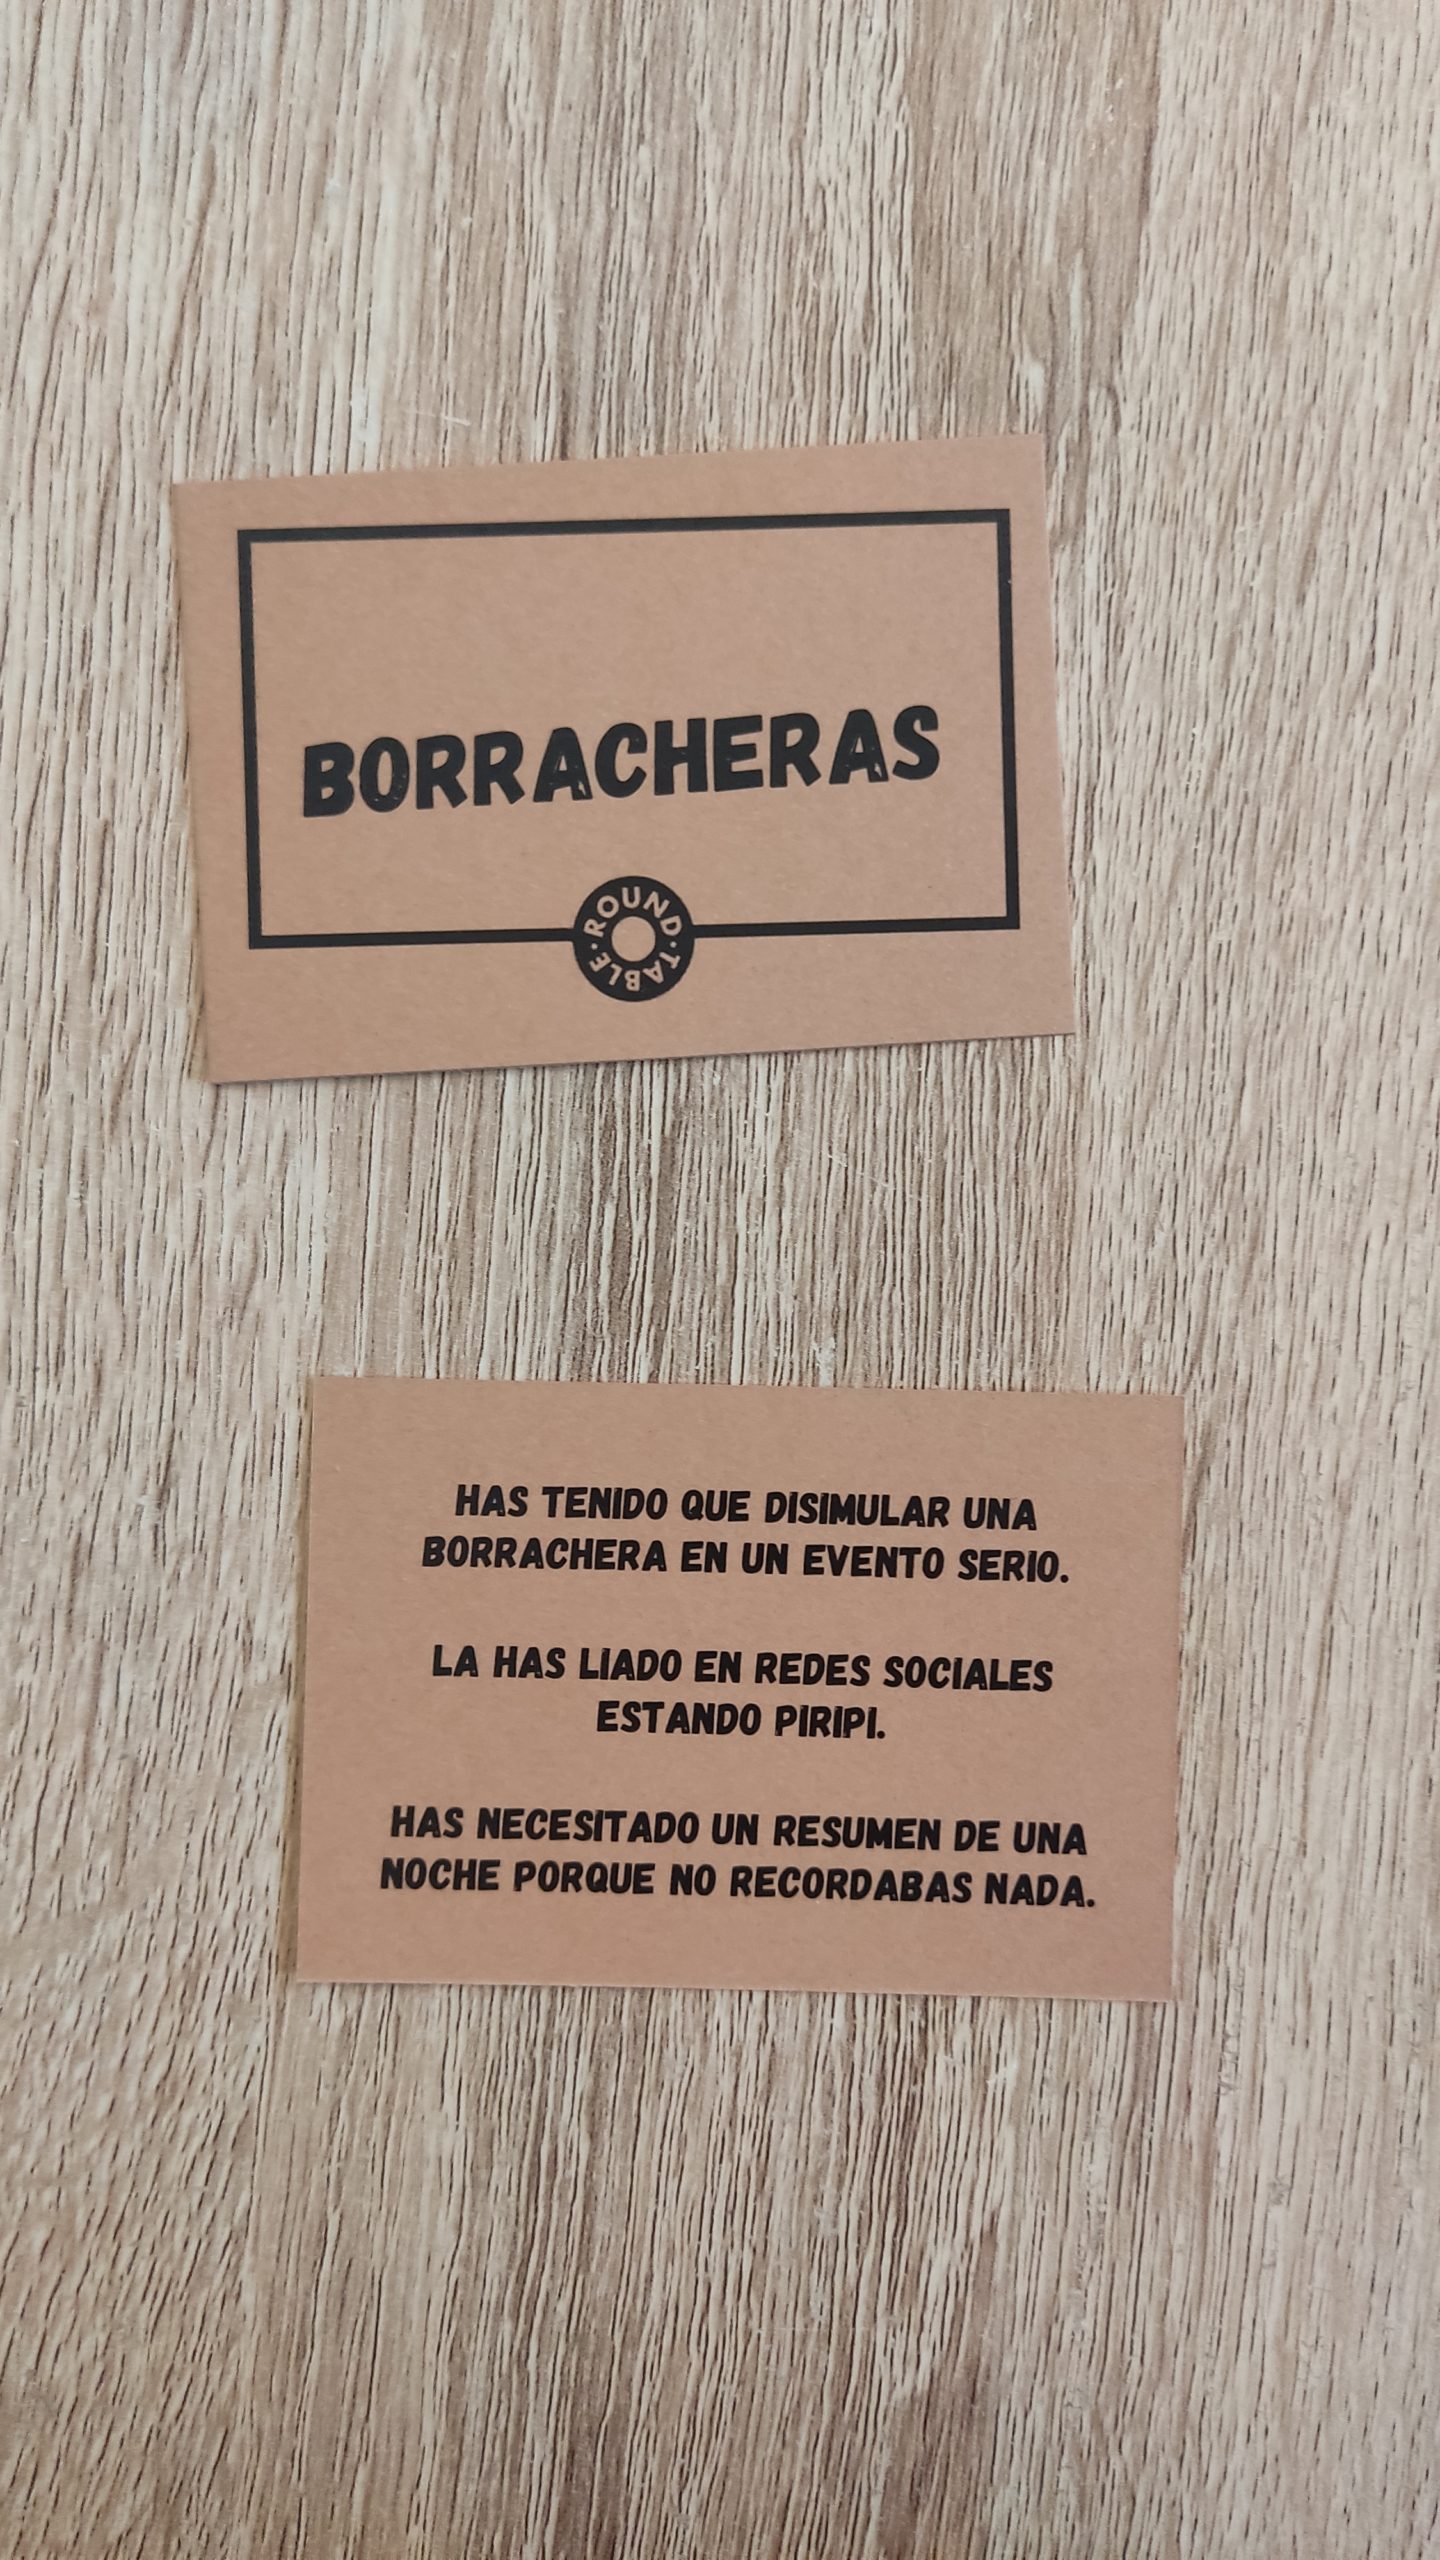 BORRACHERAS
ROUND · TABLE ·
HAS TENIDO QUE DISIMULAR UNA
BORRACHERA EN UN EVENTO SERIO.
LA HAS LIADO EN REDES SOCIALES
ESTANDO PIRIPI.
HAS NECESITADO UN RESUMEN DE UNA
NOCHE PORQUE NO RECORDABAS NADA.